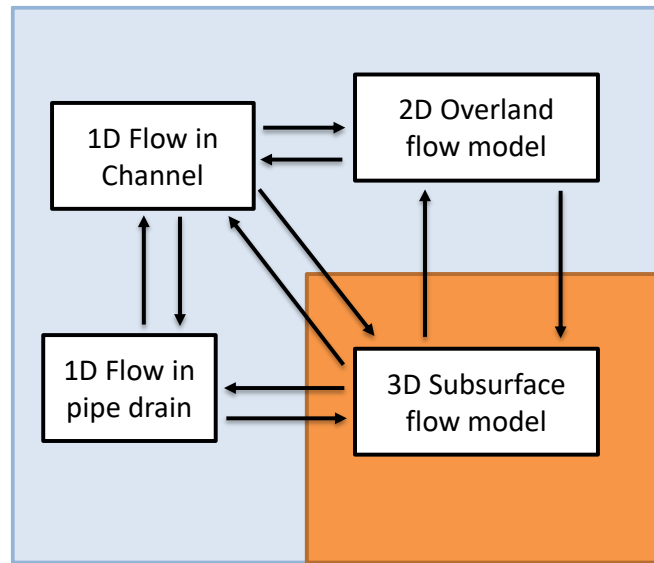 1D Flow in
Channel
2D Overland
flow model
1D Flow in
pipe drain
3D Subsurface
flow model